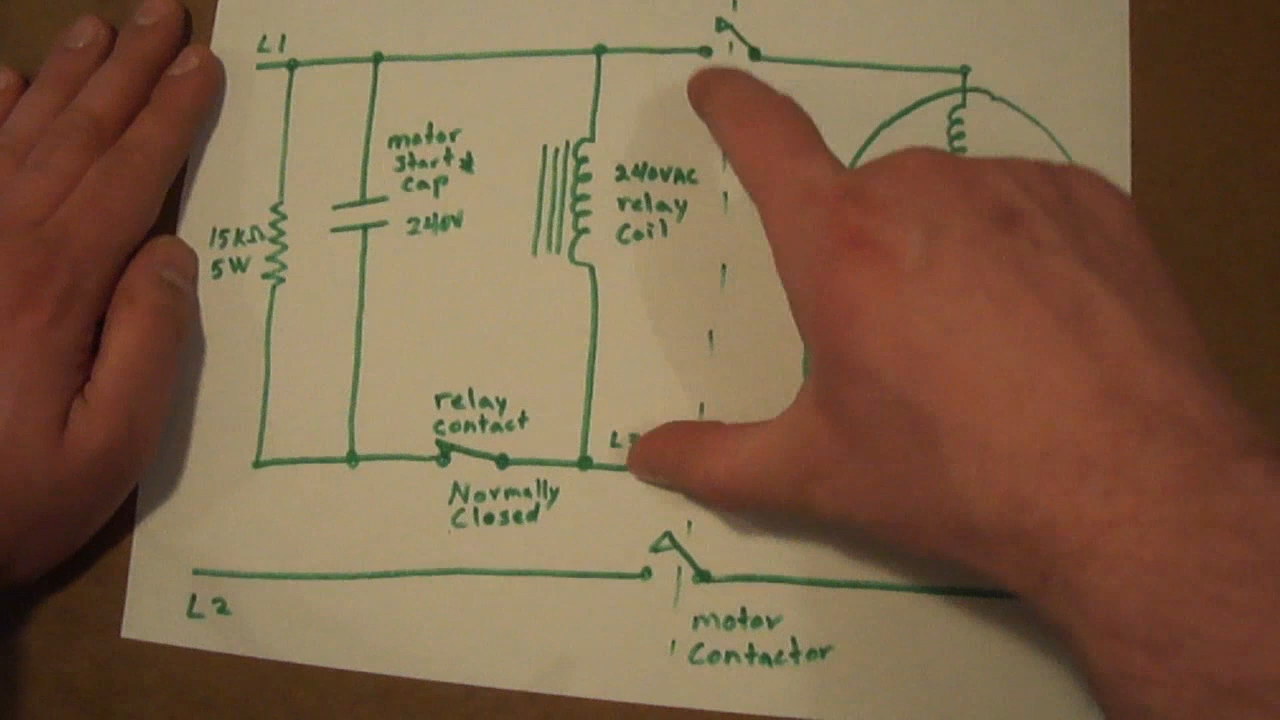 L1
motor
start
cap
240V
15kΩ
5W
240VAC
relay
coil
relay
contact
Normally
Closed
L2
motor
Contactor